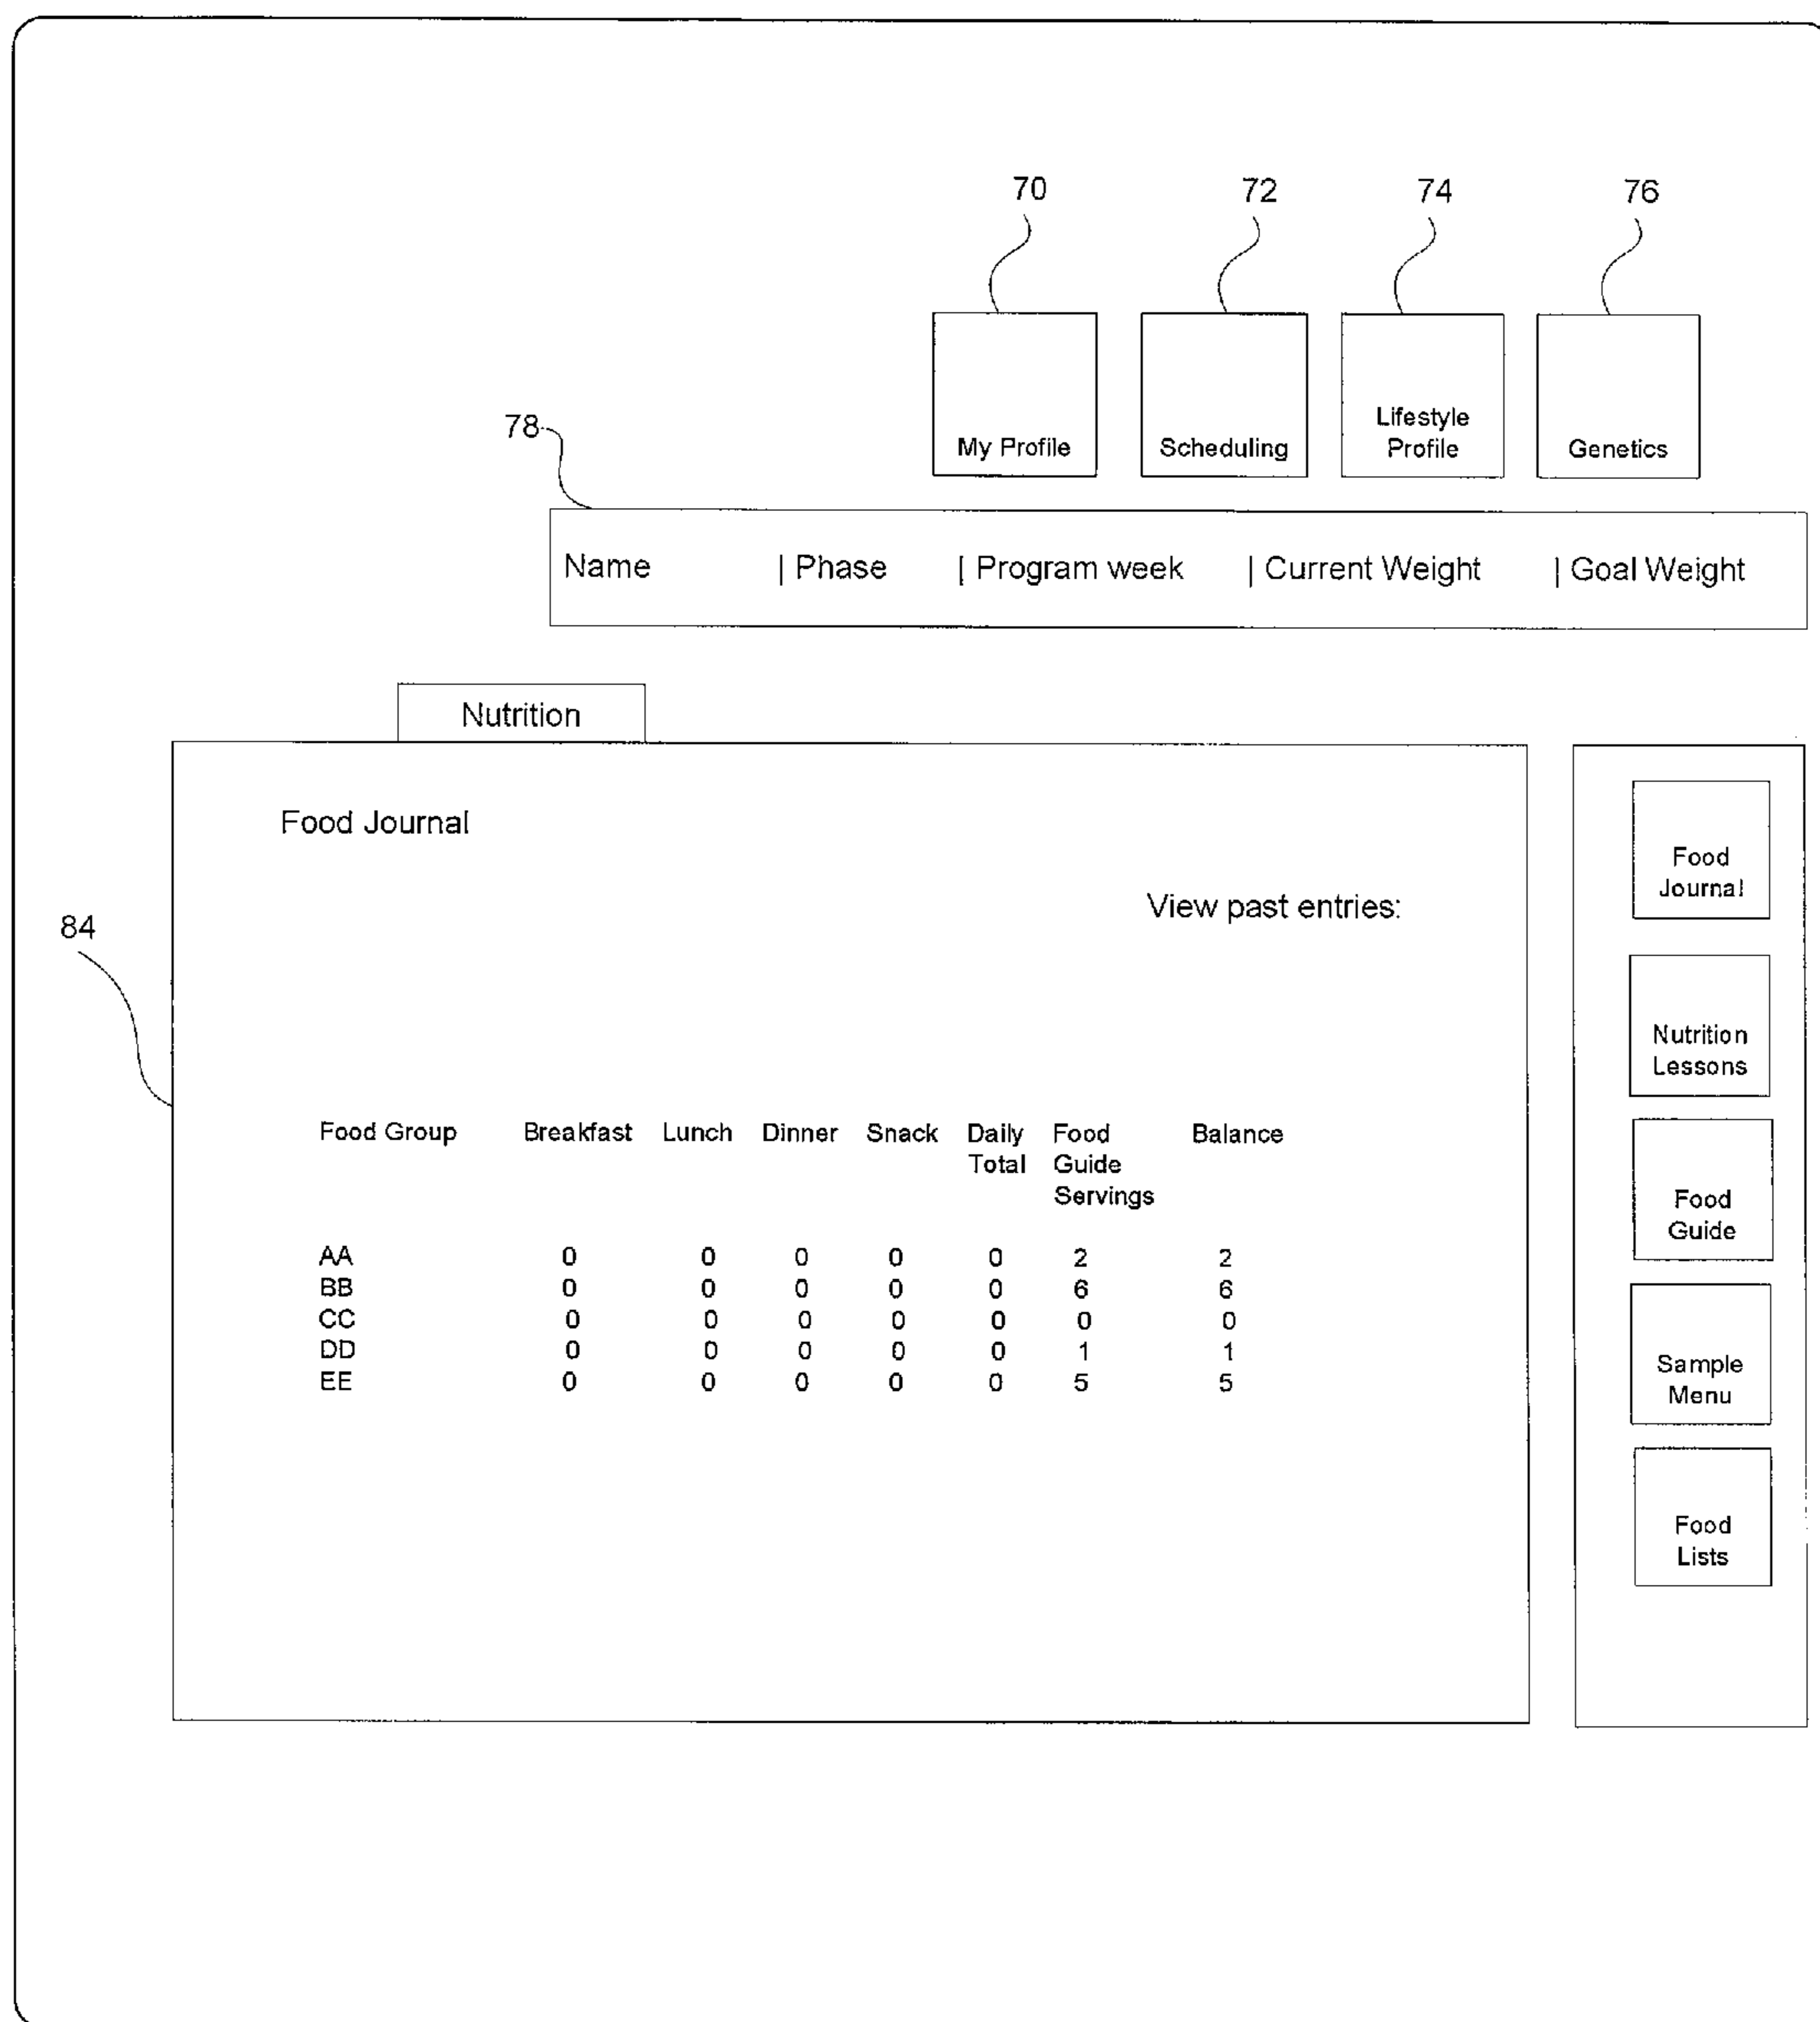 70 72 74 76
My Profile
Scheduling
Lifestyle
Profile
Genetics
78
Name | Phase | Program week | Current Weight | Goal Weight
Nutrition
Food Journal
View past entries:
84
Food Group Breakfast Lunch Dinner Snack Daily Food Balance
Total Guide
Servings
AA 0 0 0 0 0 2 2
BB 0 0 0 0 0 6 6
CC 0 0 0 0 0 0 0
DD 0 0 0 0 0 1 1
EE 0 0 0 0 0 5 5
Food
Journal
Nutrition
Lessons
Food
Guide
Sample
Menu
Food
Lists